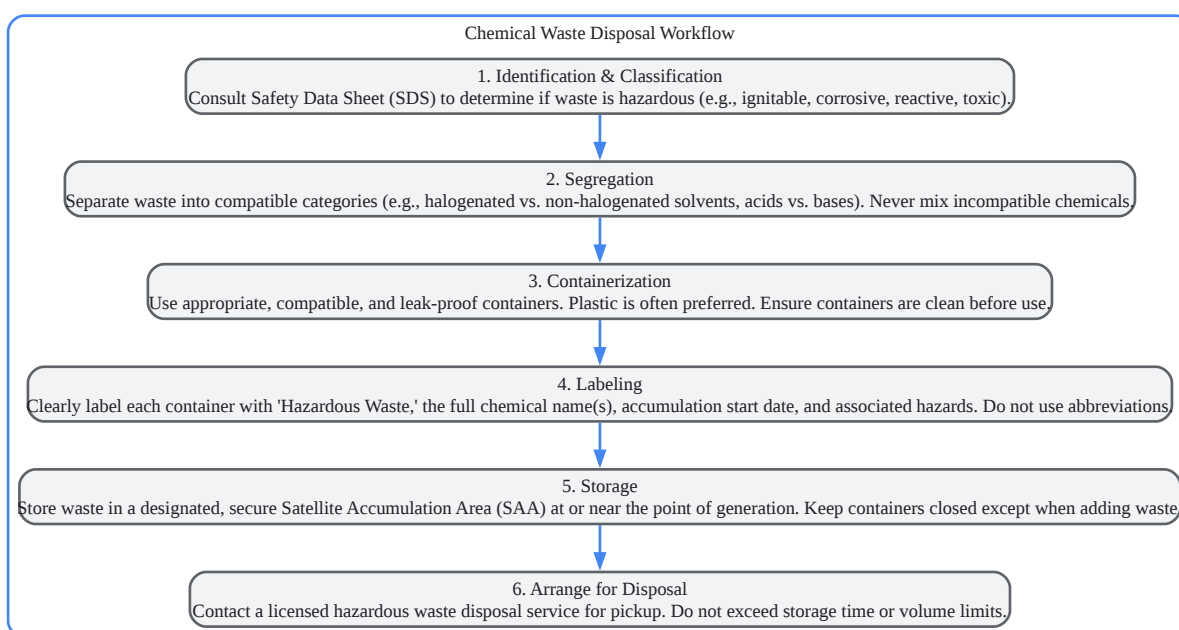 Chemical Waste Disposal Workflow
1. Identification & Classification
Consult Safety Data Sheet (SDS) to determine if waste is hazardous (e.g., ignitable, corrosive, reactive, toxic).
2. Segregation
Separate waste into compatible categories (e.g., halogenated vs. non-halogenated solvents, acids vs. bases). Never mix incompatible chemicals.
3. Containerization
Use appropriate, compatible, and leak-proof containers. Plastic is often preferred. Ensure containers are clean before use.
4. Labeling
Clearly label each container with 'Hazardous Waste,' the full chemical name(s), accumulation start date, and associated hazards. Do not use abbreviations.
5. Storage
Store waste in a designated, secure Satellite Accumulation Area (SAA) at or near the point of generation. Keep containers closed except when adding waste.
6. Arrange for Disposal
Contact a licensed hazardous waste disposal service for pickup. Do not exceed storage time or volume limits.